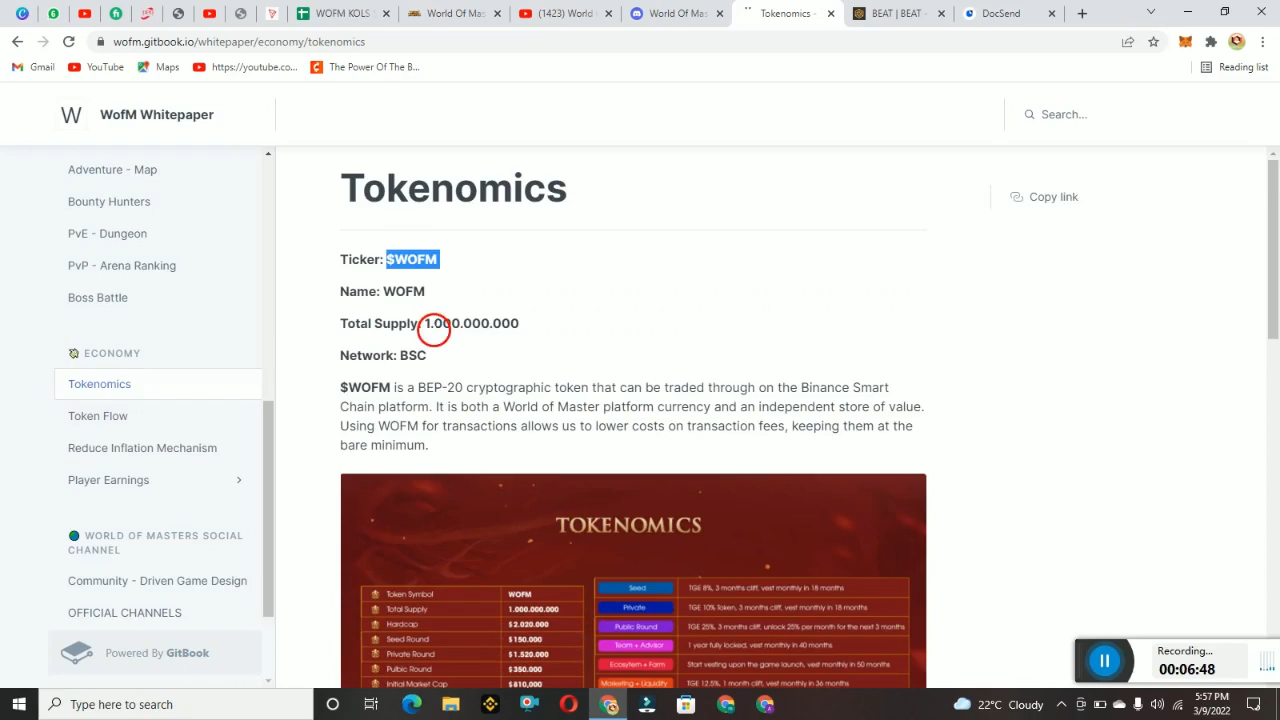 WOFM KOLS
World Of Mas
(1423) World
World Of Mas
Tokenomics -
BEAT | BEAT -
DocSend
wofm.gitbook.io/whitepaper/economy/tokenomics
Gmail
YouTube
Maps
https://youtube.co...
The Power Of The B...
Reading list
W
WofM Whitepaper
Search...
Adventure - Map
Bounty Hunters
PvE - Dungeon
PvP - Arena Ranking
Boss Battle
ECONOMY
Tokenomics
Token Flow
Reduce Inflation Mechanism
Player Earnings
WORLD OF MASTERS SOCIAL
CHANNEL
Community - Driven Game Design
Powered By GitBook
Tokenomics
Copy link
Ticker: $WOFM
Name: WOFM
Total Supply: 1.000.000.000
Network: BSC
$WOFM is a BEP-20 cryptographic token that can be traded through on the Binance Smart
Chain platform. It is both a World of Master platform currency and an independent store of value.
Using WOFM for transactions allows us to lower costs on transaction fees, keeping them at the
bare minimum.
TOKENOMICS
Token Symbol WOFM
Total Supply 1.000.000.000
Hardcap $2.020.000
Seed Round $150.000
Private Round $1.520.000
Pulbic Round $350.000
Initial Market Cap $810,000
Seed TGE 8%, 3 months cliff, vest monthly in 18 months
Private TGE 10% Token, 3 months cliff, vest monthly in 18 months
Public Round TGE 25%, 3 months cliff, unlock 25% per month for the next 3 months
Team + Advisor 1 year fully locked, vest monthly in 40 months
Ecosytem + Farm Start vesting upon the game launch, vest monthly in 50 months
Marketing + Liquidity TGE 12.5%, 1 month cliff, vest monthly in 36 months
Recording...
Type here to search
22°C Cloudy
5:57 PM
3/9/2022